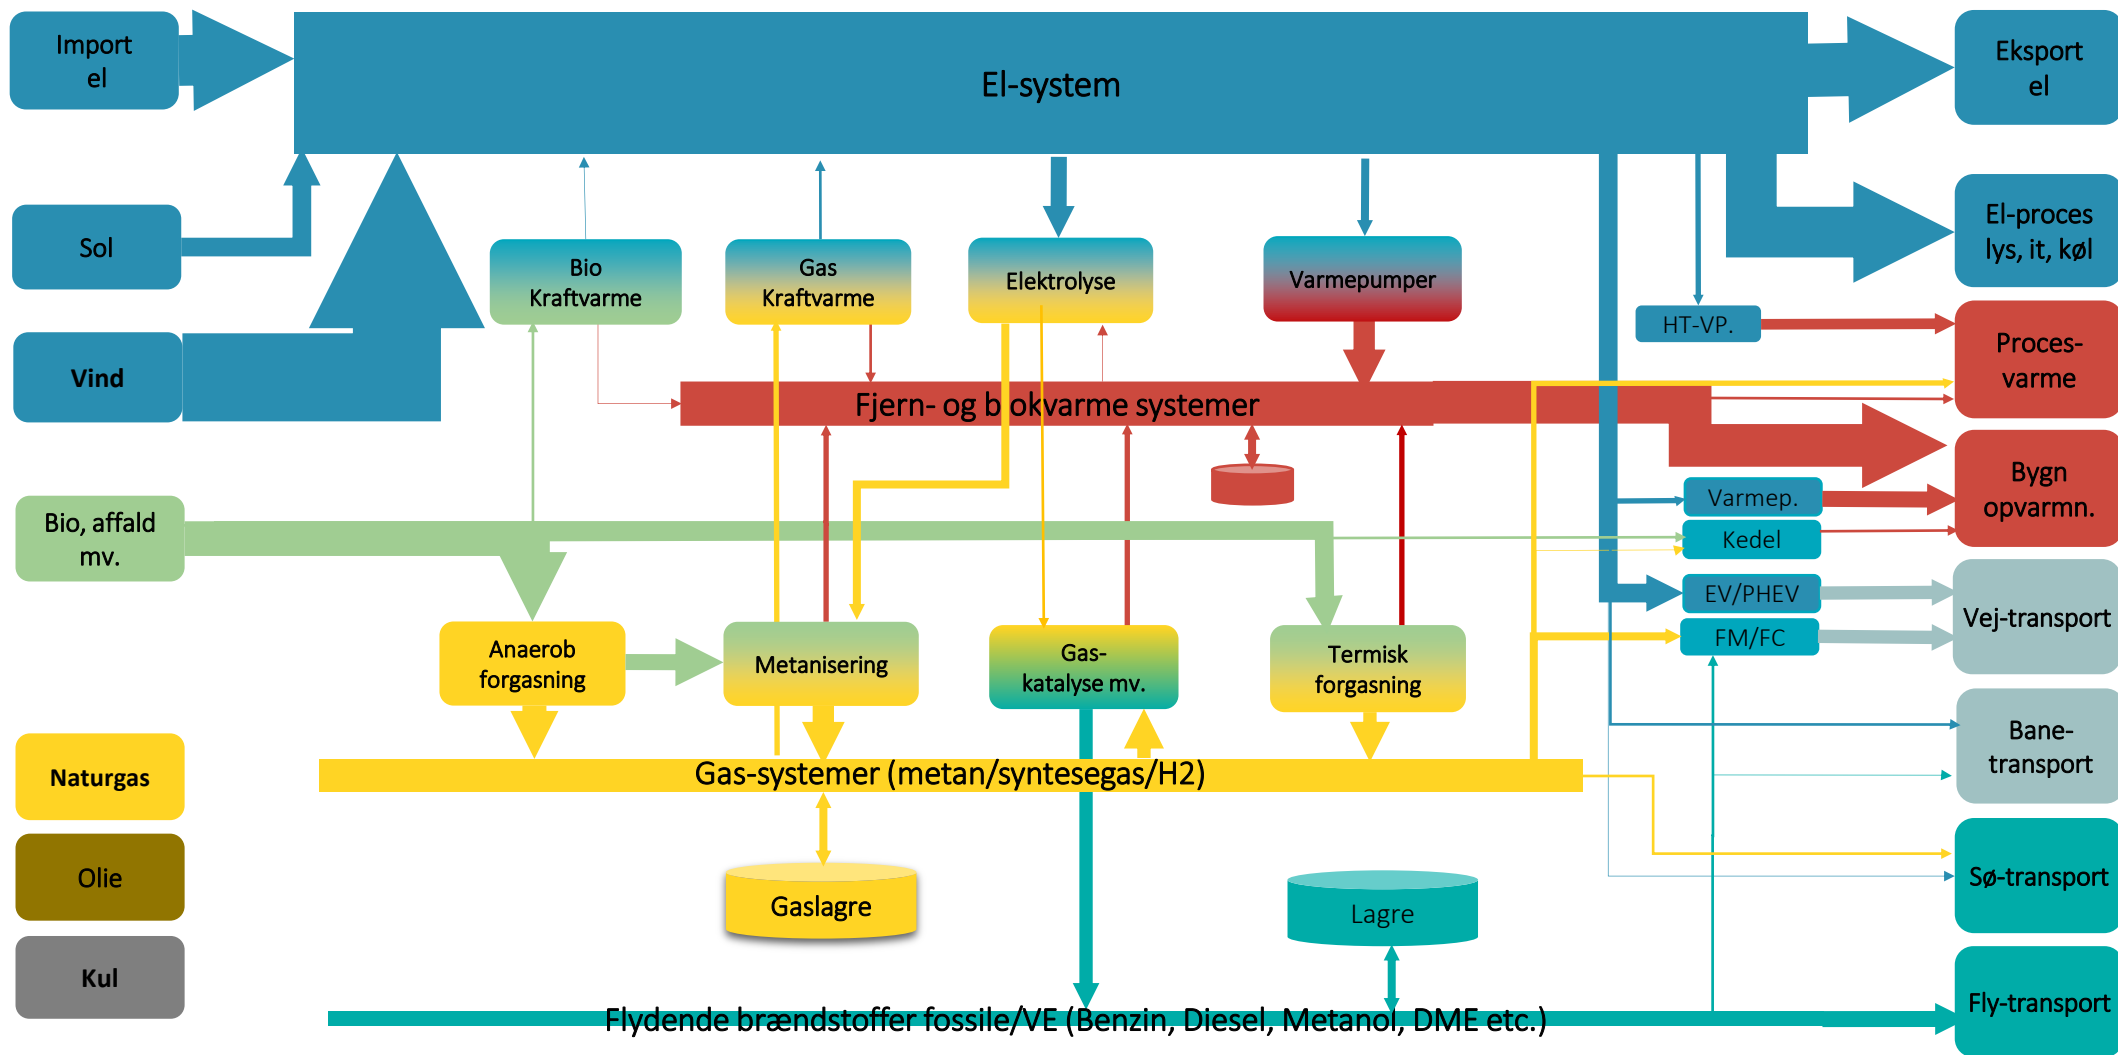 Import
el
El-system
Eksport
el
Sol
El-proces
lys, it, køl
Bio
Kraftvarme
Gas
Kraftvarme
Elektrolyse
Varmepumper
HT-VP.
Vind
Proces-
varme
Fjern- og blokvarme systemer
Bio, affald
mv.
Varmep.
Kedel
Bygn
opvarmn.
EV/PHEV
FM/FC
Vej-transport
Anaerob
forgasning
Metanisering
Gas-
katalyse mv.
Termisk
forgasning
Naturgas
Gas-systemer (metan/syntesegas/H2)
Bane-
transport
Olie
Gaslagre
Lagre
Sø-transport
Kul
Flydende brændstoffer fossile/VE (Benzin, Diesel, Metanol, DME etc.)
Fly-transport